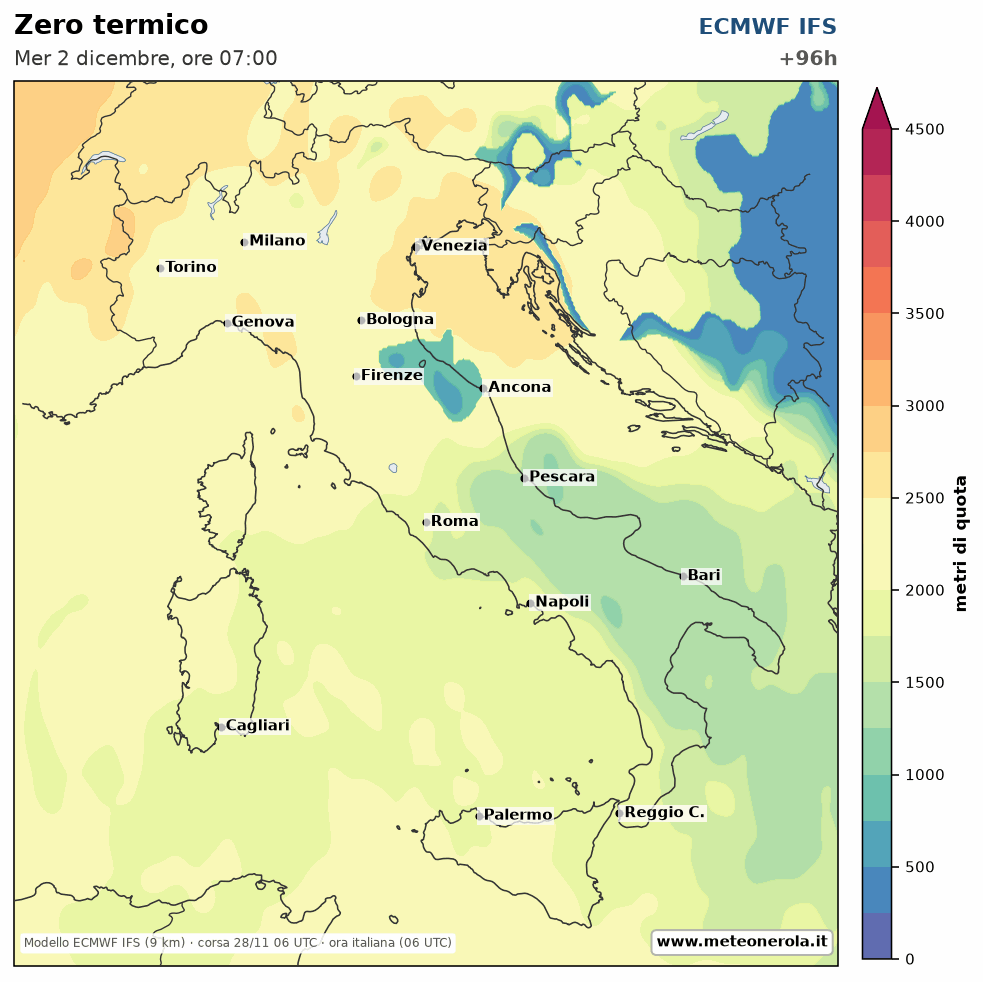 Zero termico
ECMWF IFS
Mer 2 dicembre, ore 07:00
+96h
4500
4000
3500
3000
2500
2000
1500
1000
500
0
metri di quota
Milano
Venezia
Torino
Genova
Bologna
Firenze
Ancona
Pescara
Roma
Bari
Napoli
Cagliari
Palermo
Reggio C.
Modello ECMWF IFS (9 km) · corsa 28/11 06 UTC · ora italiana (06 UTC)
www.meteonerola.it